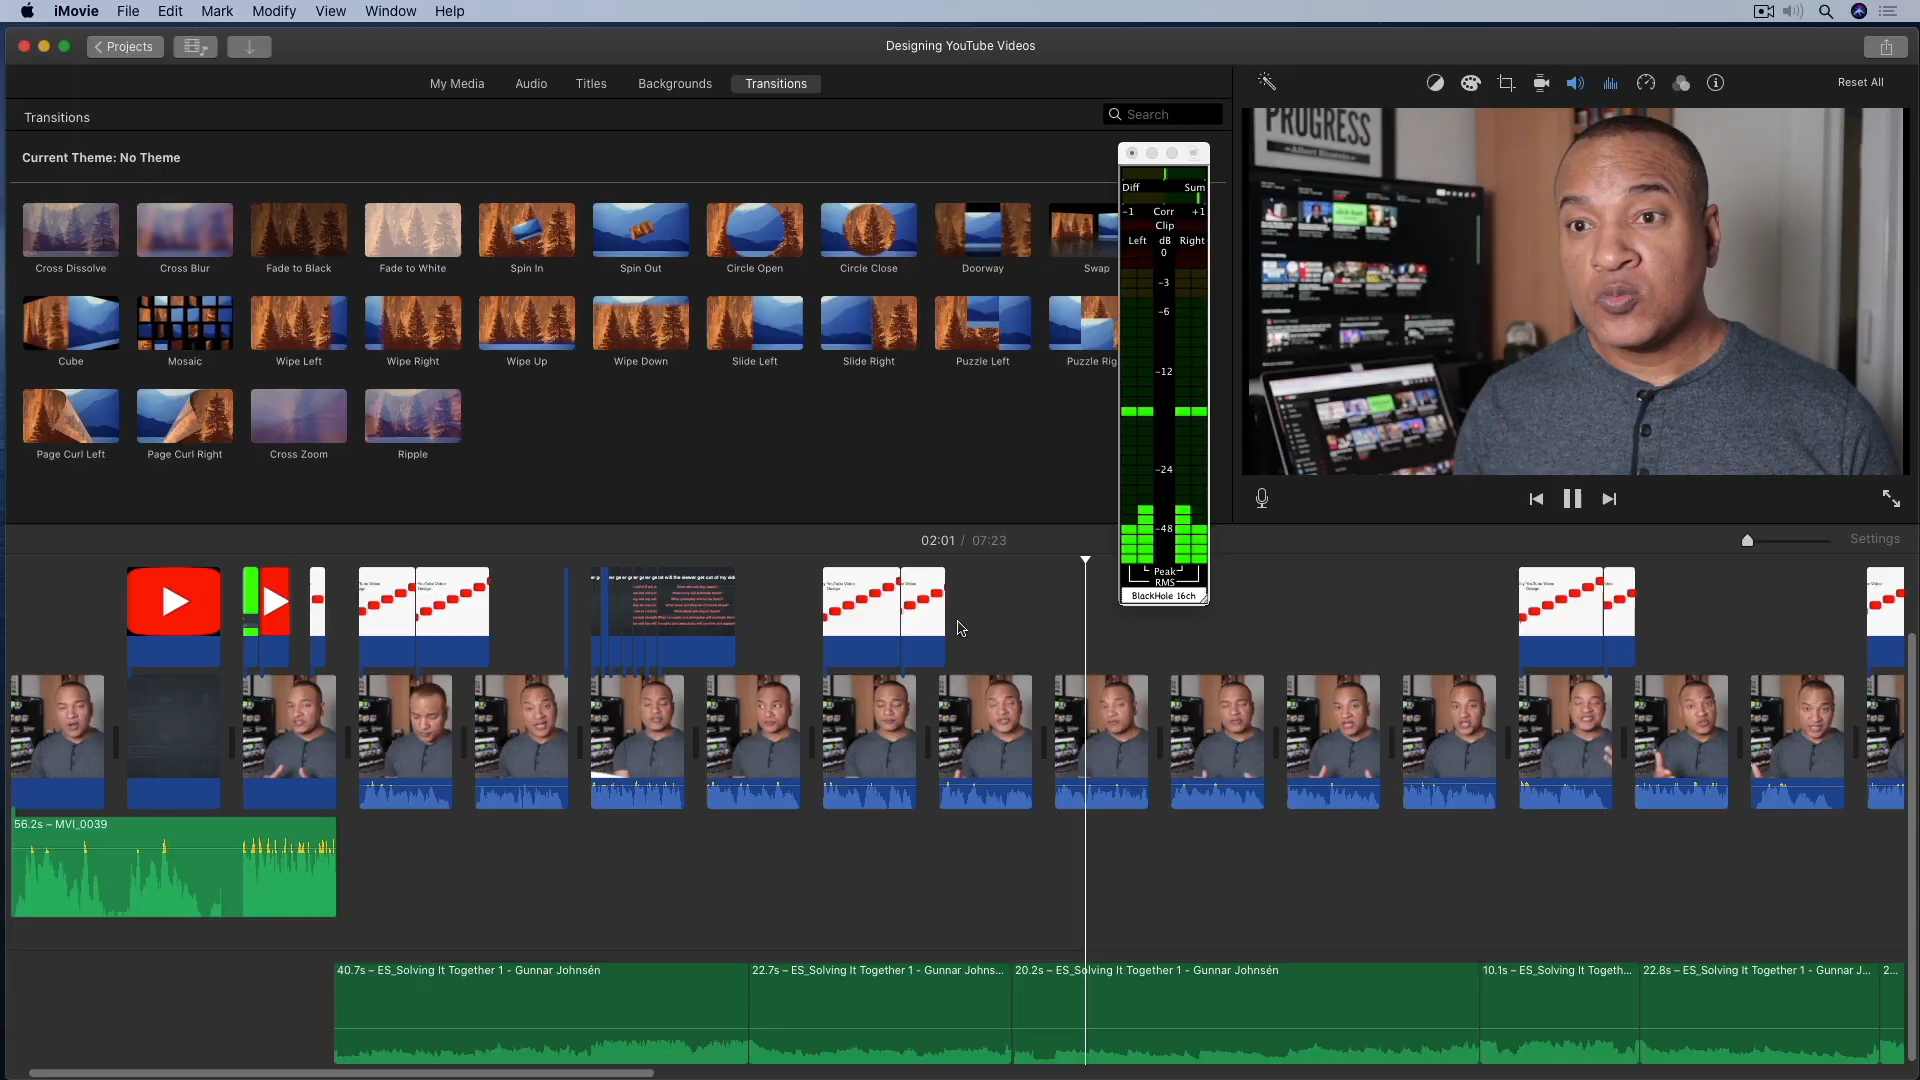 iMovie File Edit Mark Modify View Window Help
Projects
Designing YouTube Videos
My Media Audio Titles Backgrounds Transitions
Reset All
Transitions
Search
Current Theme: No Theme
Cross Dissolve Cross Blur Fade to Black Fade to White Spin In Spin Out Circle Open Circle Close Doorway Swap
Cube Mosaic Wipe Left Wipe Right Wipe Up Wipe Down Slide Left Slide Right Puzzle Left Puzzle Rig
Page Curl Left Page Curl Right Cross Zoom Ripple
Diff Sum
-1 Corr +1
Clip
Left dB Right
0
-3
-6
-12
-24
-48
Peak
RMS
BlackHole 16ch
PROGRESS
-Albert Einstein-
02:01 / 07:23
Settings
56.2s – MVI_0039
40.7s – ES_Solving It Together 1 - Gunnar Johnsén
22.7s – ES_Solving It Together 1 - Gunnar Johns...
20.2s – ES_Solving It Together 1 - Gunnar Johnsén
10.1s – ES_Solving It Togeth...
22.8s – ES_Solving It Together 1 - Gunnar J...
2...